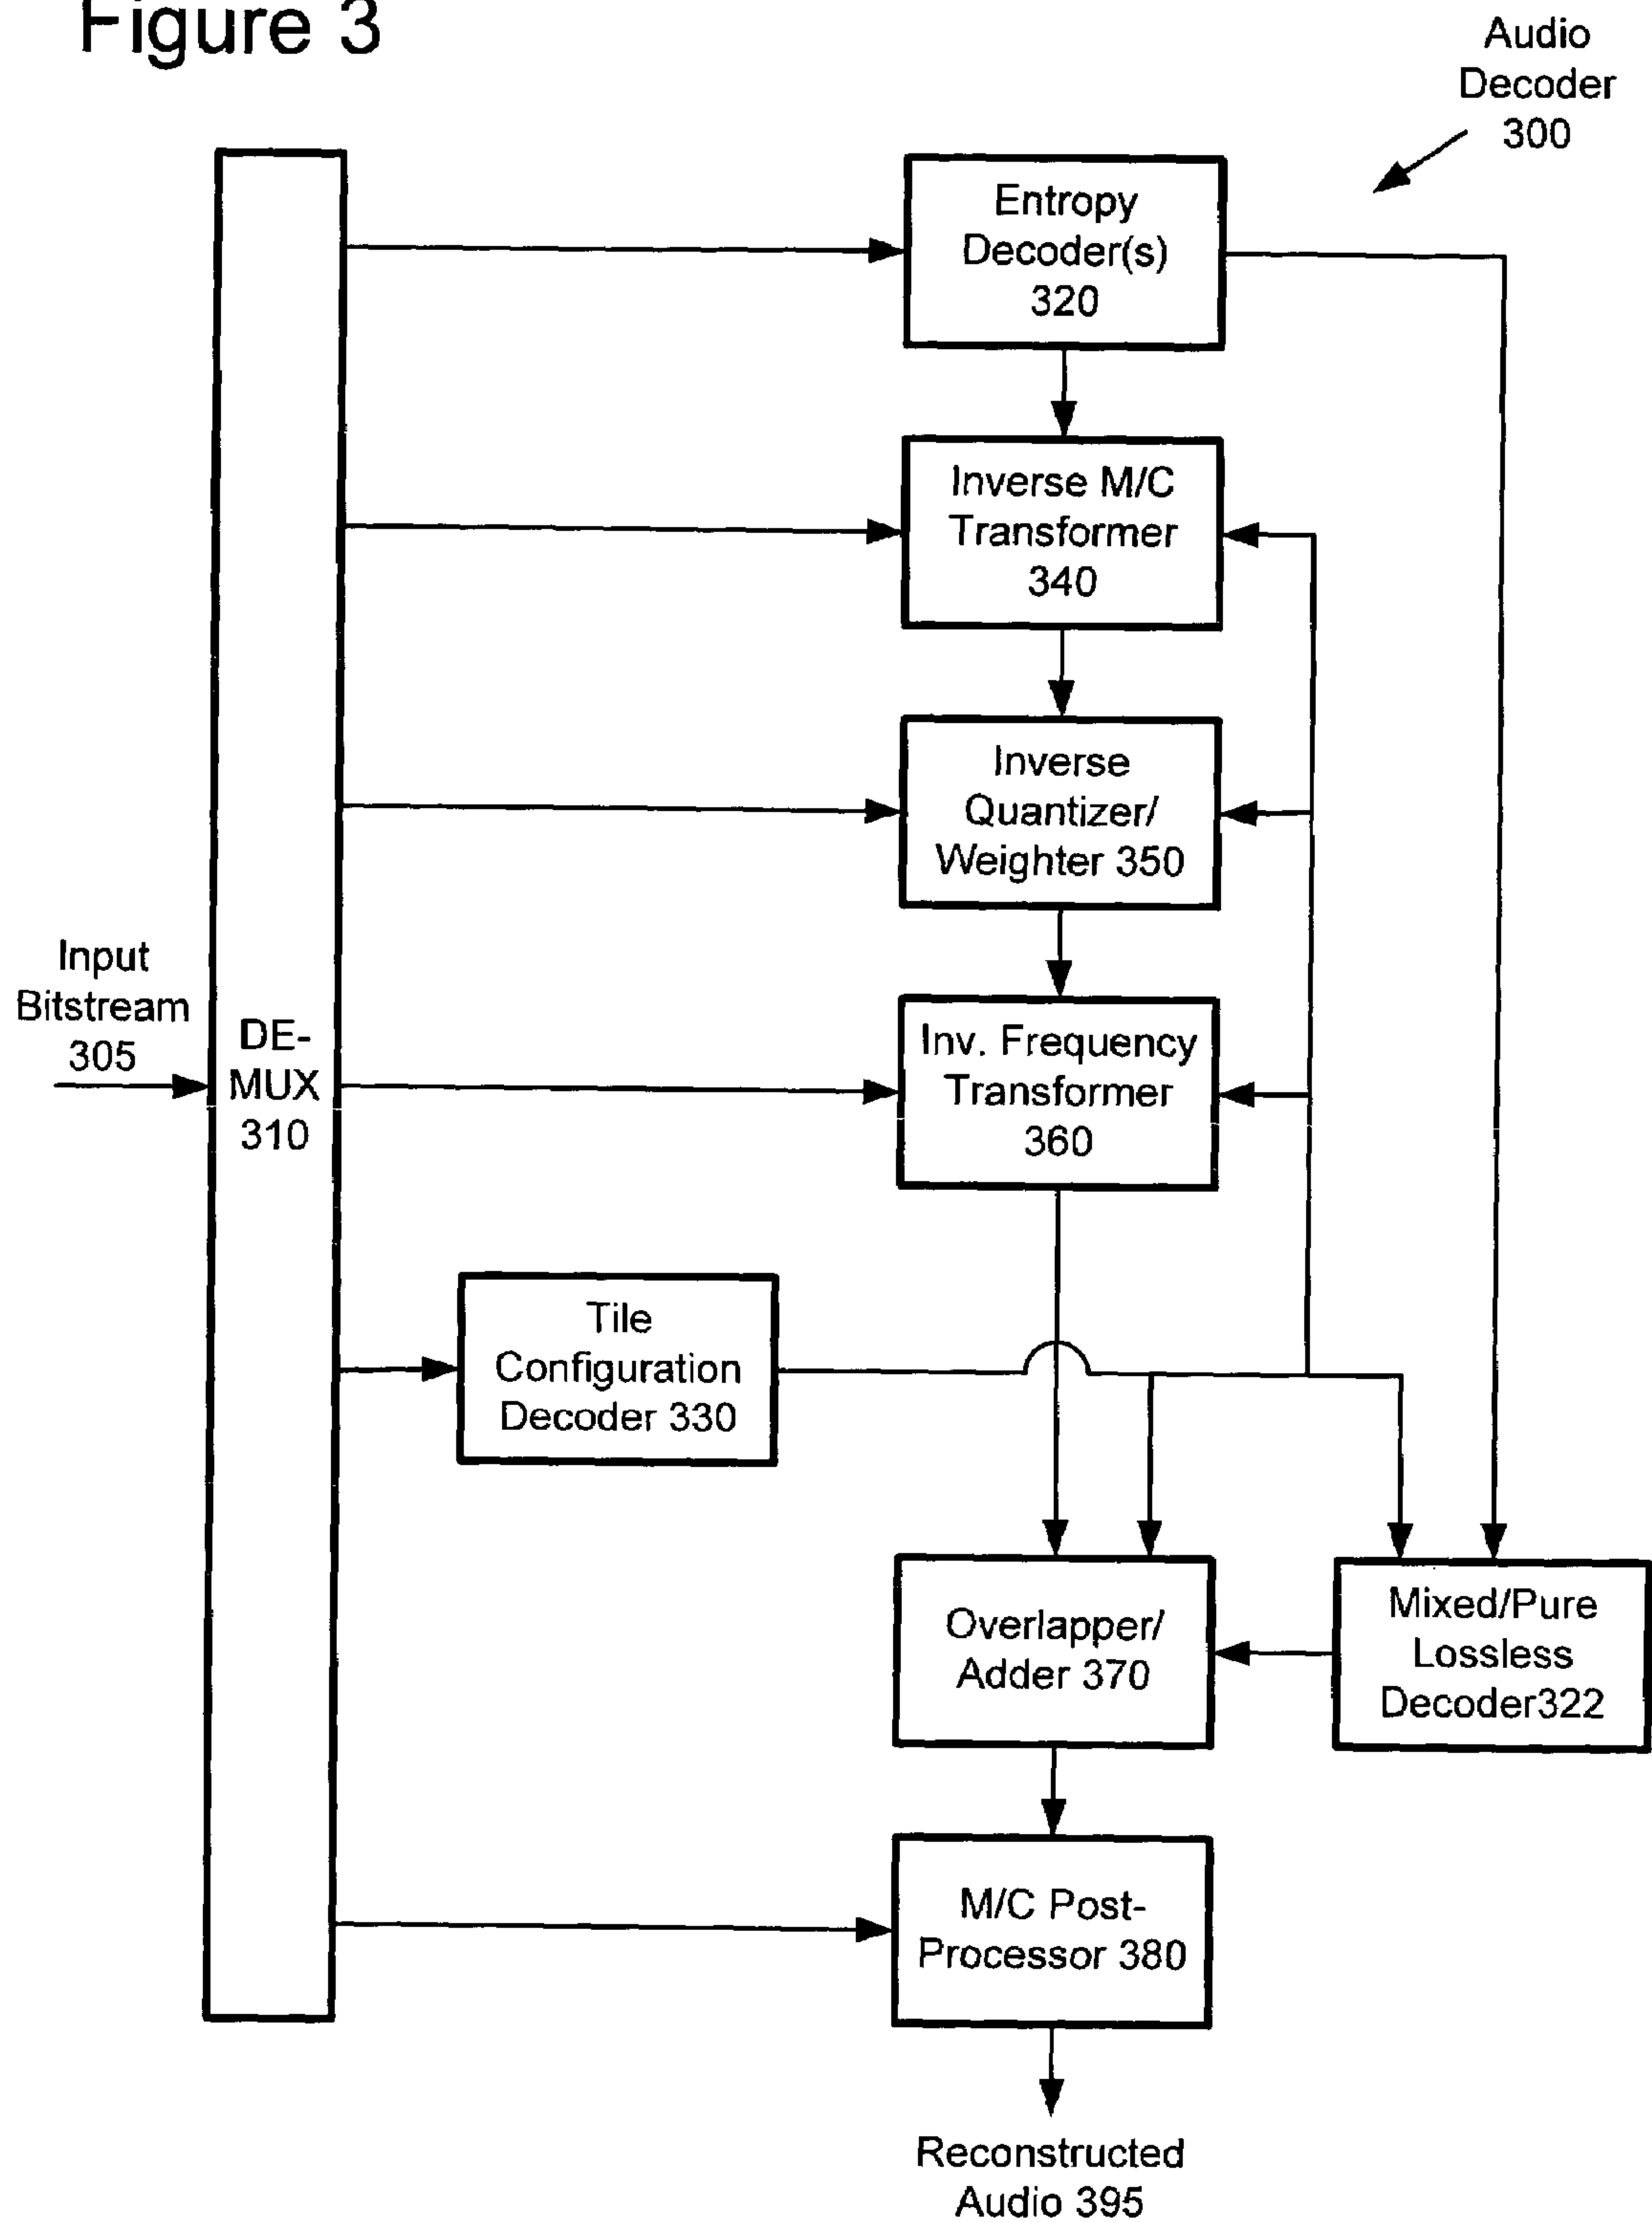 Figure 3
Audio
Decoder
300
Entropy
Decoder(s)
320
Inverse M/C
Transformer
340
Inverse
Quantizer/
Weighter 350
Input
Bitstream
305
DE-
MUX
310
Inv. Frequency
Transformer
360
Tile
Configuration
Decoder 330
Overlapper/
Adder 370
Mixed/Pure
Lossless
Decoder322
M/C Post-
Processor 380
Reconstructed
Audio 395